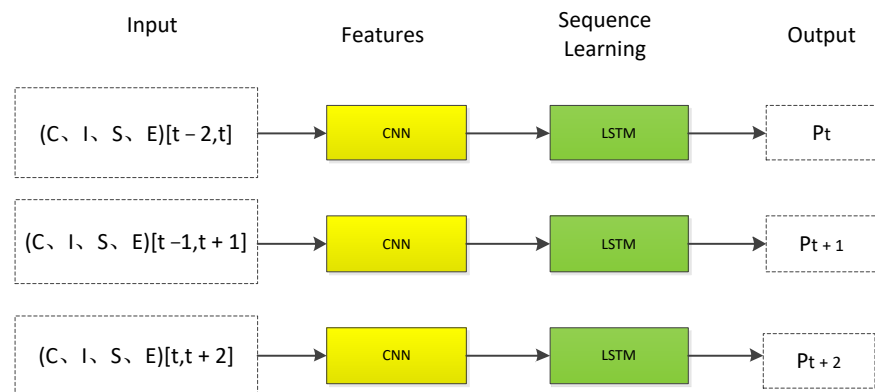 Input
Features
Sequence
Learning
Output
(C、I、S、E)[t – 2,t]
CNN
LSTM
Pt
(C、I、S、E)[t –1,t + 1]
CNN
LSTM
Pt + 1
(C、I、S、E)[t,t + 2]
CNN
LSTM
Pt + 2